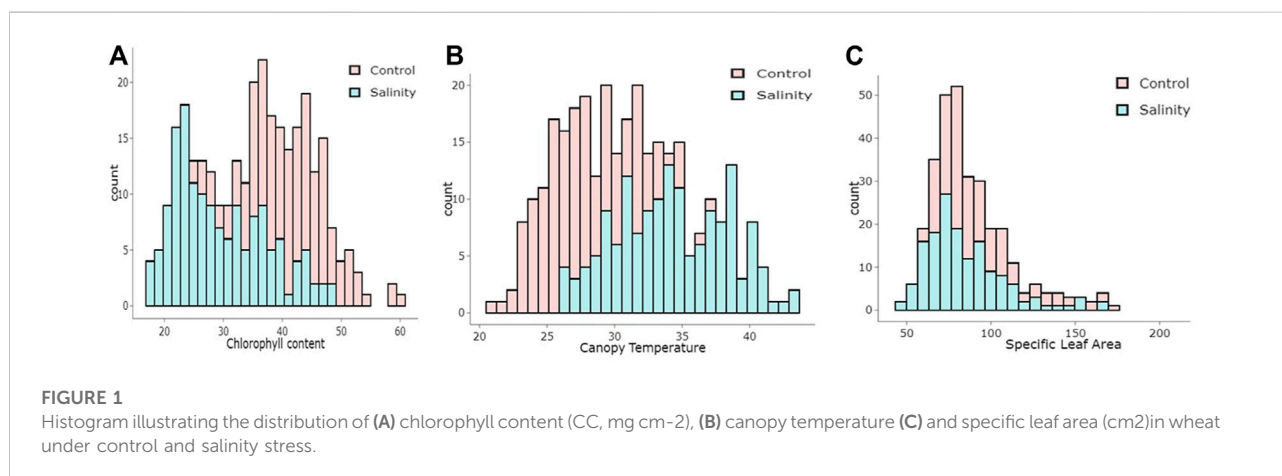 A
B
C
Control
Salinity
Control
Salinity
Control
Salinity
20
15
10
5
0
count
20
30
40
50
60
Chlorophyll content
20
15
10
5
0
count
20
25
30
35
40
Canopy Temperature
50
40
30
20
10
0
count
50
100
150
200
Specific Leaf Area
FIGURE 1
Histogram illustrating the distribution of (A) chlorophyll content (CC, mg cm-2), (B) canopy temperature (C) and specific leaf area (cm2)in wheat
under control and salinity stress.